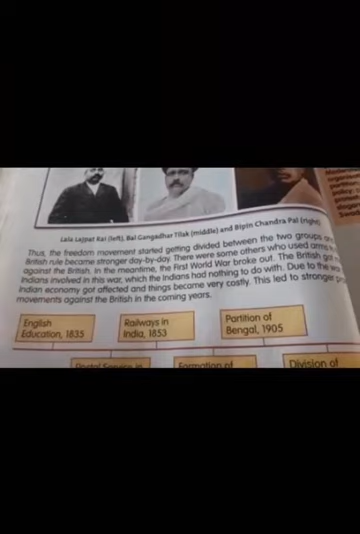 Lala Lajpat Rai (left), Bal Gangadhar Tilak (middle) and Bipin Chandra Pal (right)
Thus, the freedom movement started getting divided between the two groups and
British rule became stronger day-by-day. There were some others who used arms
against the British. In the meantime, the First World War broke out. The British got
Indians involved in this war, which the Indians had nothing to do with. Due to the war
Indian economy got affected and things became very costly. This led to stronger
movements against the British in the coming years.
English
Education, 1835
Railways in
India, 1853
Partition of
Bengal, 1905
Postal Service in
Formation of
Division of